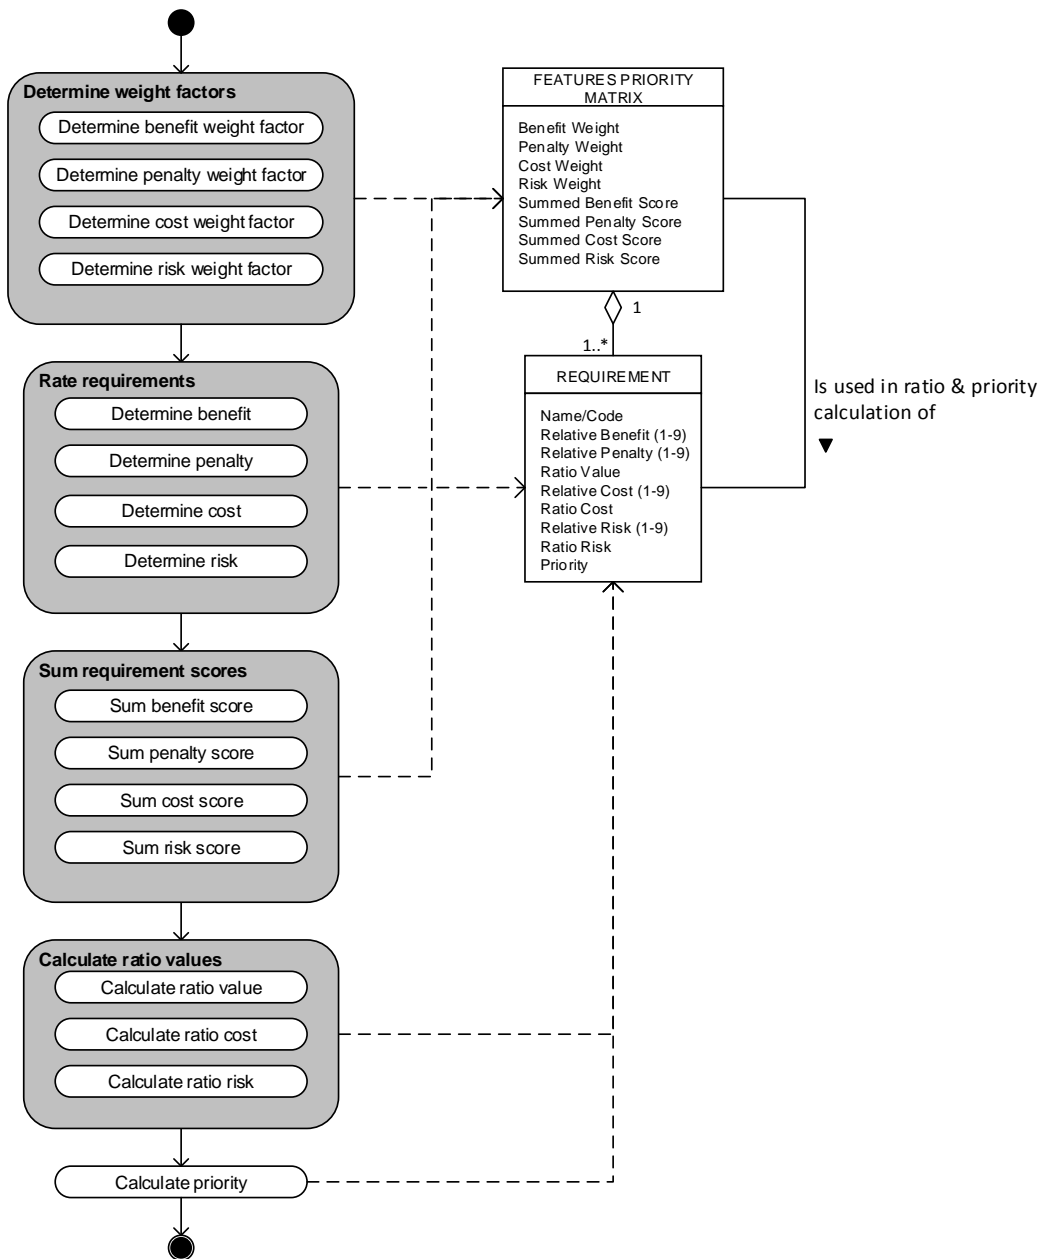 Determine weight factors
Determine benefit weight factor
Determine penalty weight factor
Determine cost weight factor
Determine risk weight factor
Rate requirements
Determine benefit
Determine penalty
Determine cost
Determine risk
Sum requirement scores
Sum benefit score
Sum penalty score
Sum cost score
Sum risk score
Calculate ratio values
Calculate ratio value
Calculate ratio cost
Calculate ratio risk
Calculate priority
FEATURES PRIORITY
MATRIX
Benefit Weight
Penalty Weight
Cost Weight
Risk Weight
Summed Benefit Score
Summed Penalty Score
Summed Cost Score
Summed Risk Score
1
1..*
REQUIREMENT
Name/Code
Relative Benefit (1-9)
Relative Penalty (1-9)
Ratio Value
Relative Cost (1-9)
Ratio Cost
Relative Risk (1-9)
Ratio Risk
Priority
Is used in ratio & priority
calculation of
▼